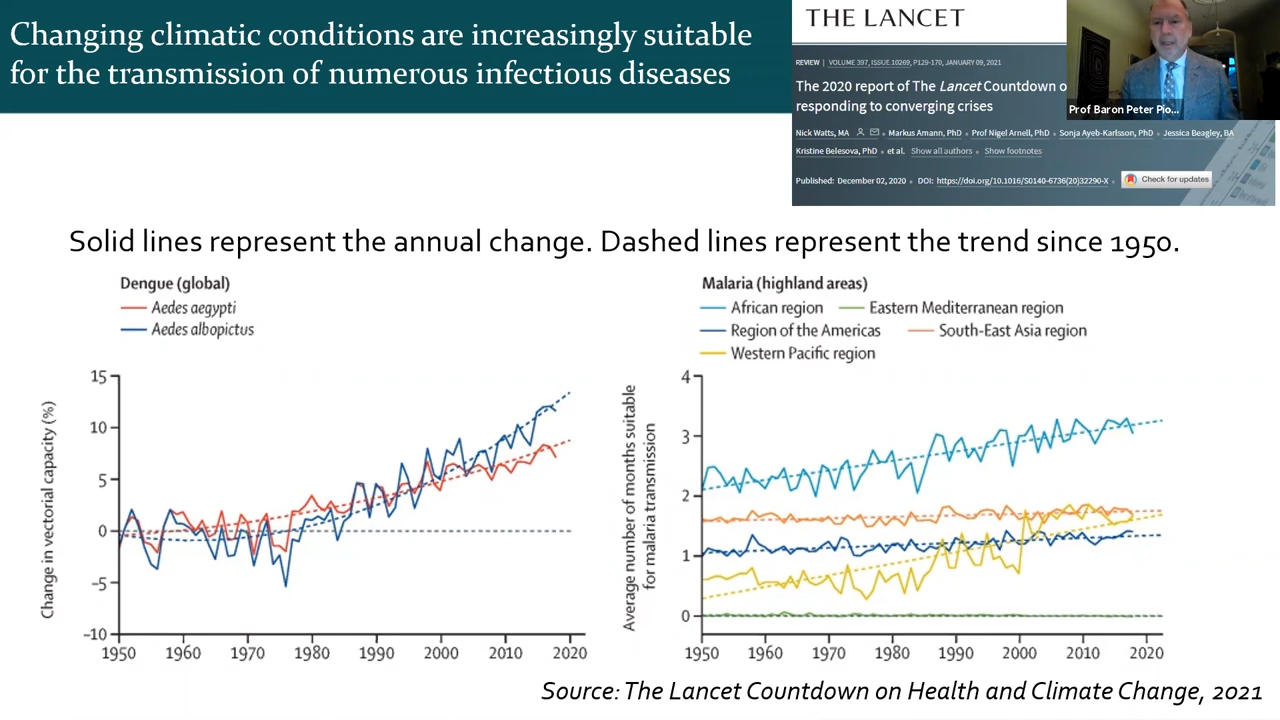 Changing climatic conditions are increasingly suitable
for the transmission of numerous infectious diseases
THE LANCET
REVIEW | VOLUME 397, ISSUE 10269, P129-170, JANUARY 09, 2021
The 2020 report of The Lancet Countdown o
responding to converging crises
Prof Baron Peter Pio...
Nick Watts, MA • Markus Amann, PhD • Prof Nigel Arnell, PhD • Sonja Ayeb-Karlsson, PhD • Jessica Beagley, BA
Kristine Belesova, PhD • et al. Show all authors • Show footnotes
Published: December 02, 2020 • DOI: https://doi.org/10.1016/S0140-6736(20)32290-X • Check for updates
Solid lines represent the annual change. Dashed lines represent the trend since 1950.
Dengue (global)
Aedes aegypti
Aedes albopictus
Change in vectorial capacity (%)
15
10
5
0
–5
–10
1950 1960 1970 1980 1990 2000 2010 2020
Malaria (highland areas)
African region Eastern Mediterranean region
Region of the Americas South-East Asia region
Western Pacific region
Average number of months suitable
for malaria transmission
4
3
2
1
0
1950 1960 1970 1980 1990 2000 2010 2020
Source: The Lancet Countdown on Health and Climate Change, 2021